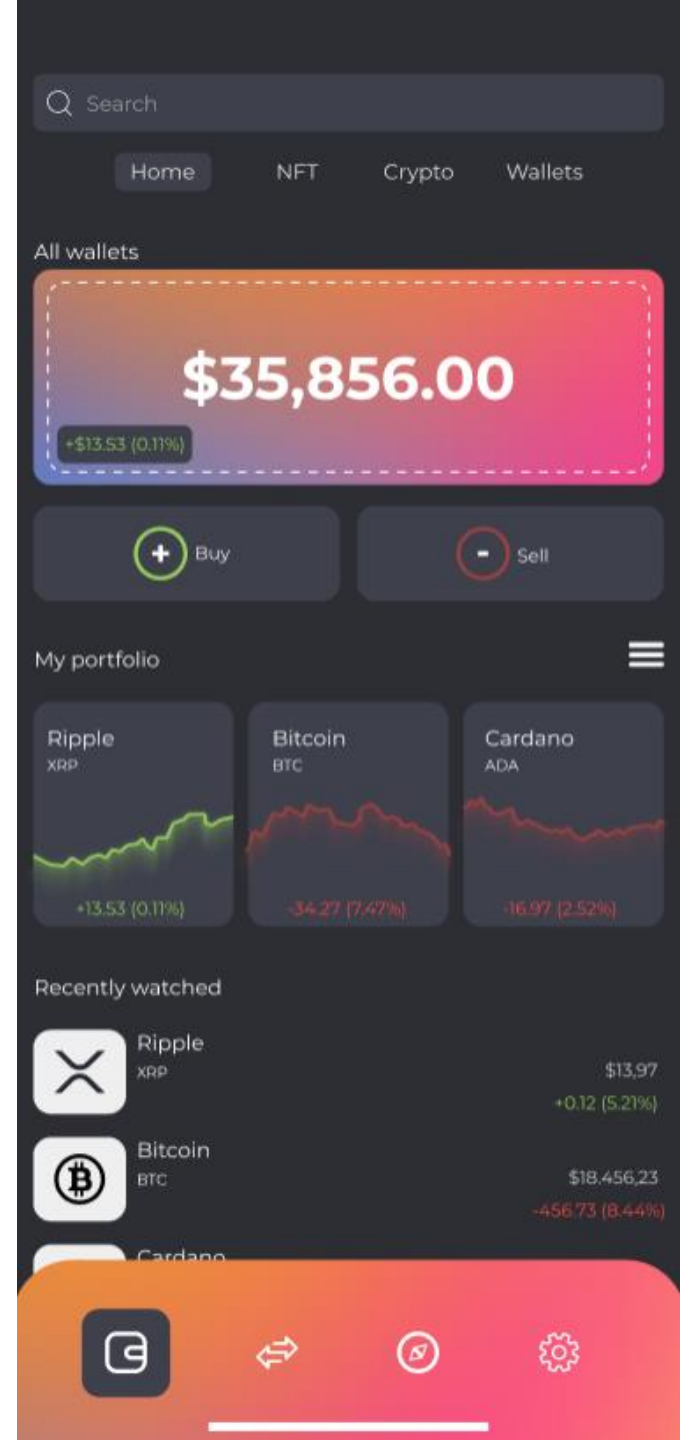 Search
Home NFT Crypto Wallets
All wallets
$35,856.00
+$13.53 (0.11%)
+ Buy - Sell
My portfolio
Ripple
XRP
+13.53 (0.11%)
Bitcoin
BTC
-34.27 (7.47%)
Cardano
ADA
-16.97 (2.52%)
Recently watched
Ripple
XRP
$13,97
+0.12 (5.21%)
Bitcoin
BTC
$18.456,23
-456.73 (8.44%)
Cardano